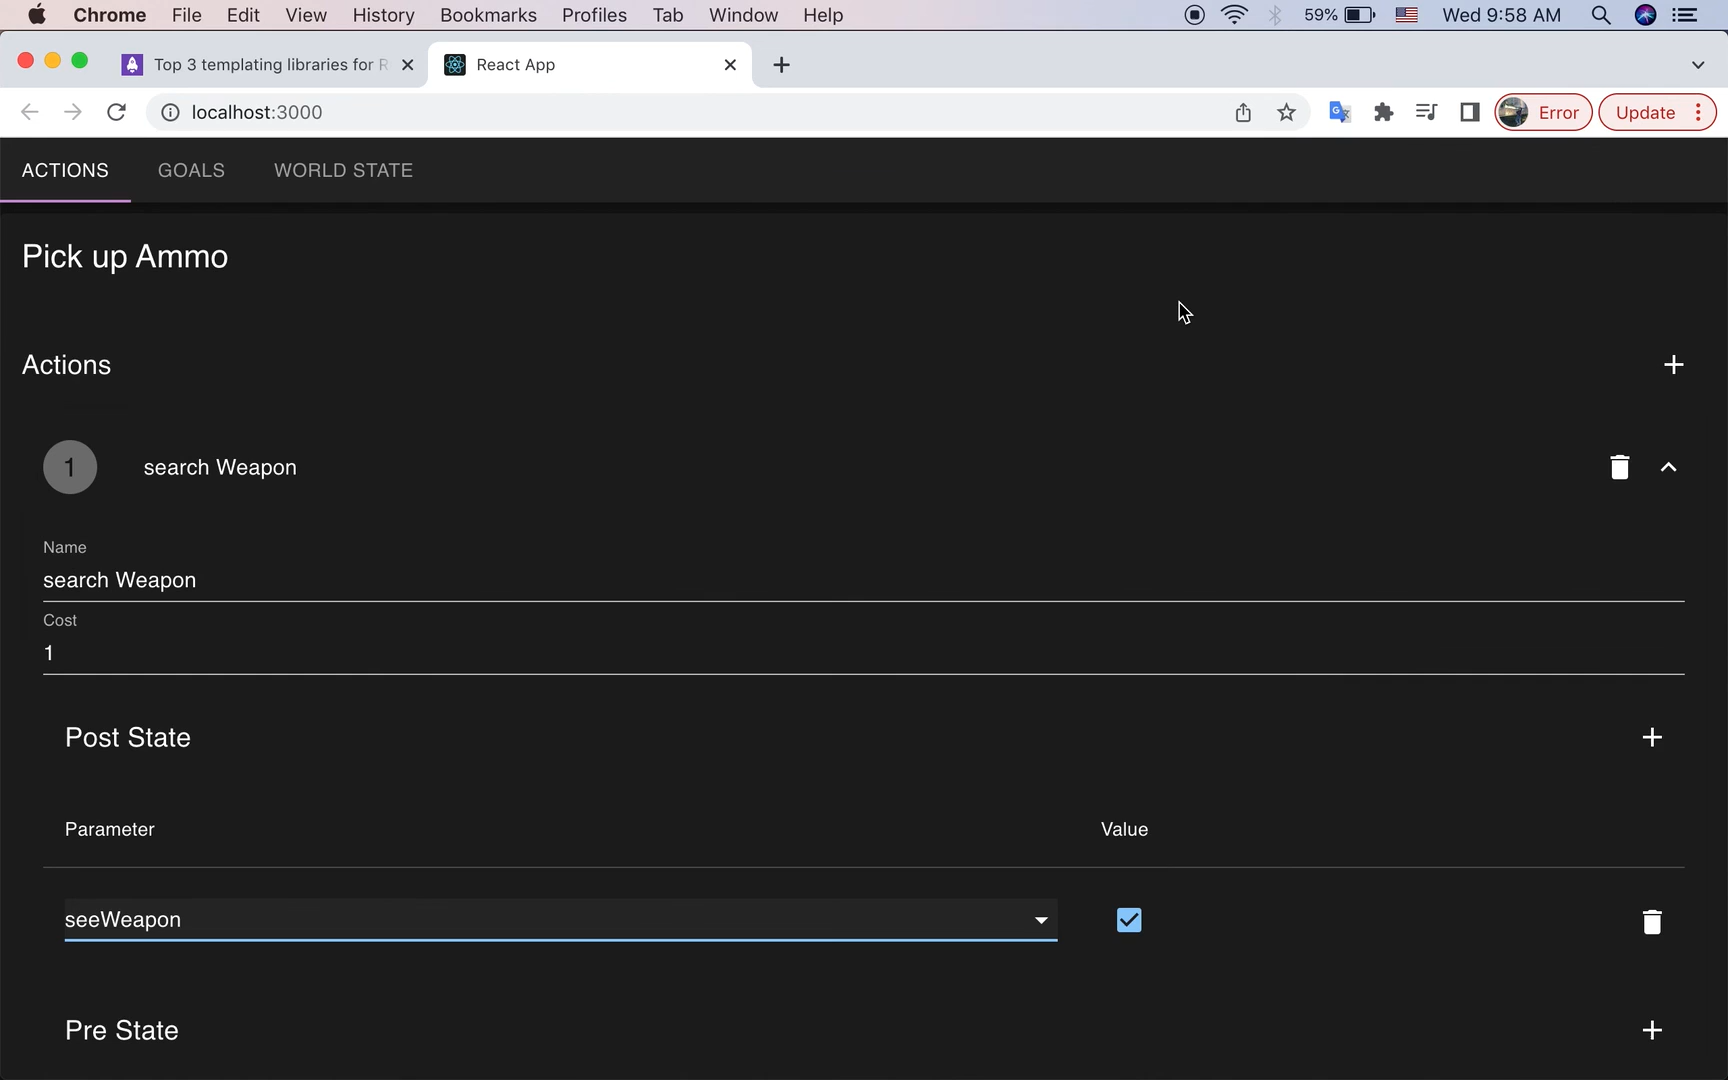 Chrome File Edit View History Bookmarks Profiles Tab Window Help 59% Wed 9:58 AM
Top 3 templating libraries for R React App
localhost:3000 Error Update
ACTIONS GOALS WORLD STATE
Pick up Ammo
Actions
1 search Weapon
Name
search Weapon
Cost
1
Post State
Parameter Value
seeWeapon
Pre State